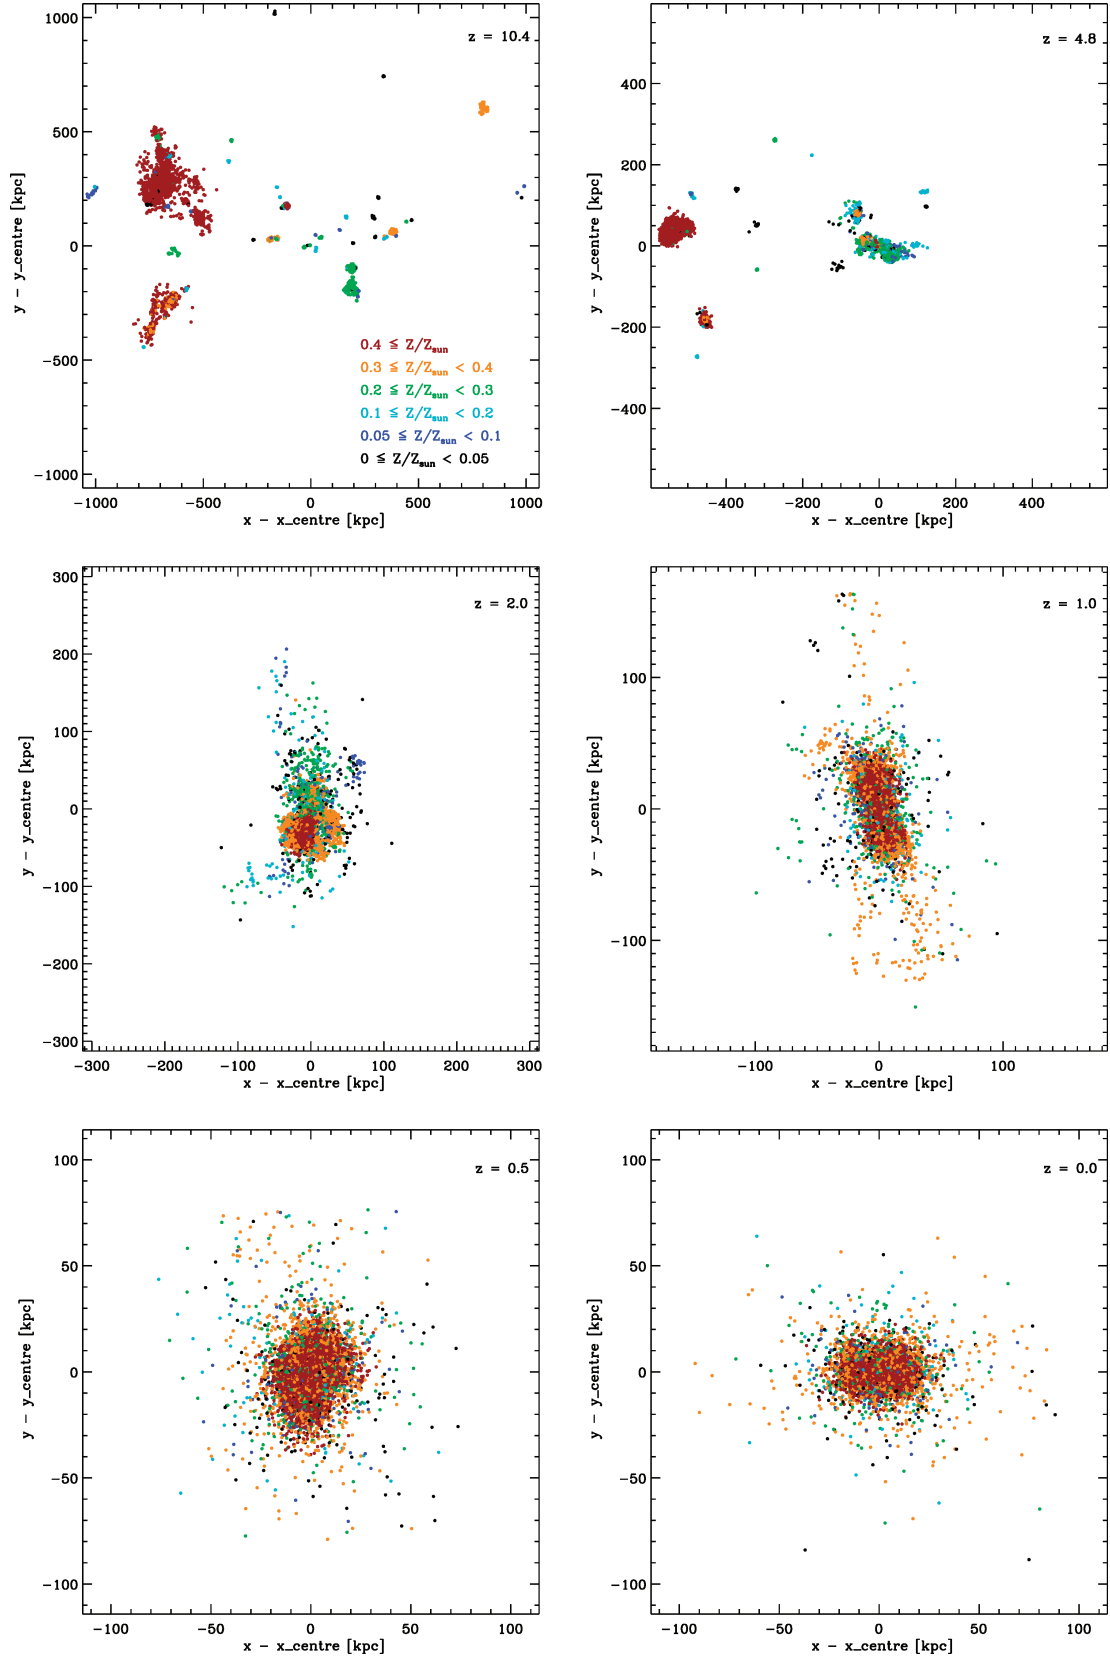 z = 10.4
1000
500
0
−500
−1000
y − y_centre [kpc]
0.4 ≦ Z/Z_sun
0.3 ≦ Z/Z_sun < 0.4
0.2 ≦ Z/Z_sun < 0.3
0.1 ≦ Z/Z_sun < 0.2
0.05 ≦ Z/Z_sun < 0.1
0 ≦ Z/Z_sun < 0.05
−1000 −500 0 500 1000
x − x_centre [kpc]
z = 4.8
400
200
0
−200
−400
y − y_centre [kpc]
−400 −200 0 200 400
x − x_centre [kpc]
z = 2.0
300
200
100
0
−100
−200
−300
y − y_centre [kpc]
−300 −200 −100 0 100 200 300
x − x_centre [kpc]
z = 1.0
100
0
−100
y − y_centre [kpc]
−100 0 100
x − x_centre [kpc]
z = 0.5
100
50
0
−50
−100
y − y_centre [kpc]
−100 −50 0 50 100
x − x_centre [kpc]
z = 0.0
100
50
0
−50
−100
y − y_centre [kpc]
−100 −50 0 50 100
x − x_centre [kpc]